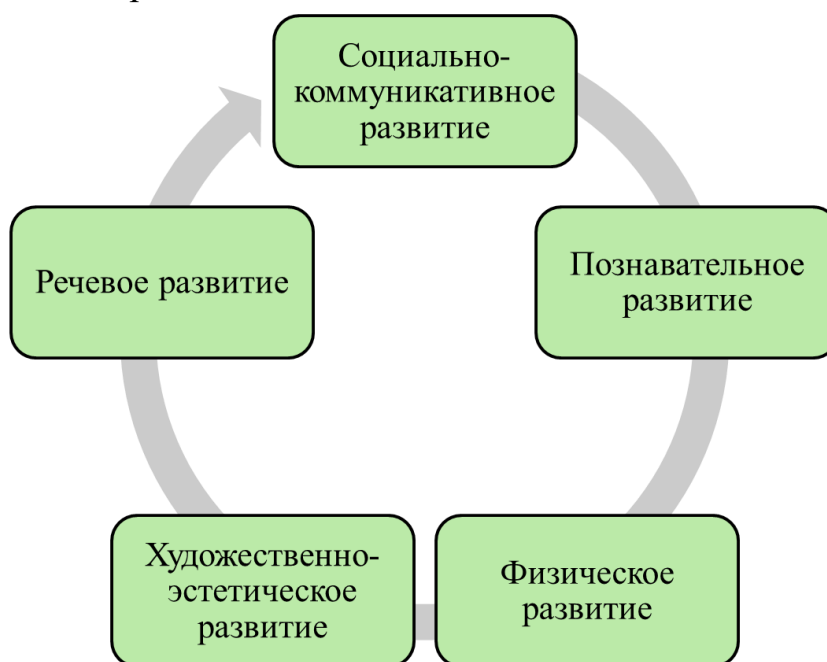 Социально-
коммуникативное
развитие
Познавательное
развитие
Физическое
развитие
Художественно-
эстетическое
развитие
Речевое развитие